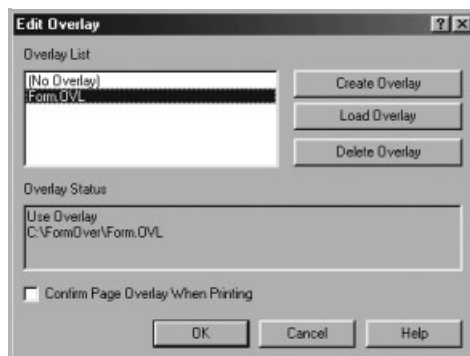 Edit Overlay
Overlay List
(No Overlay)
Form.OVL
Create Overlay
Load Overlay
Delete Overlay
Overlay Status
Use Overlay
C:\FormOver\Form.OVL
Confirm Page Overlay When Printing
OK Cancel Help